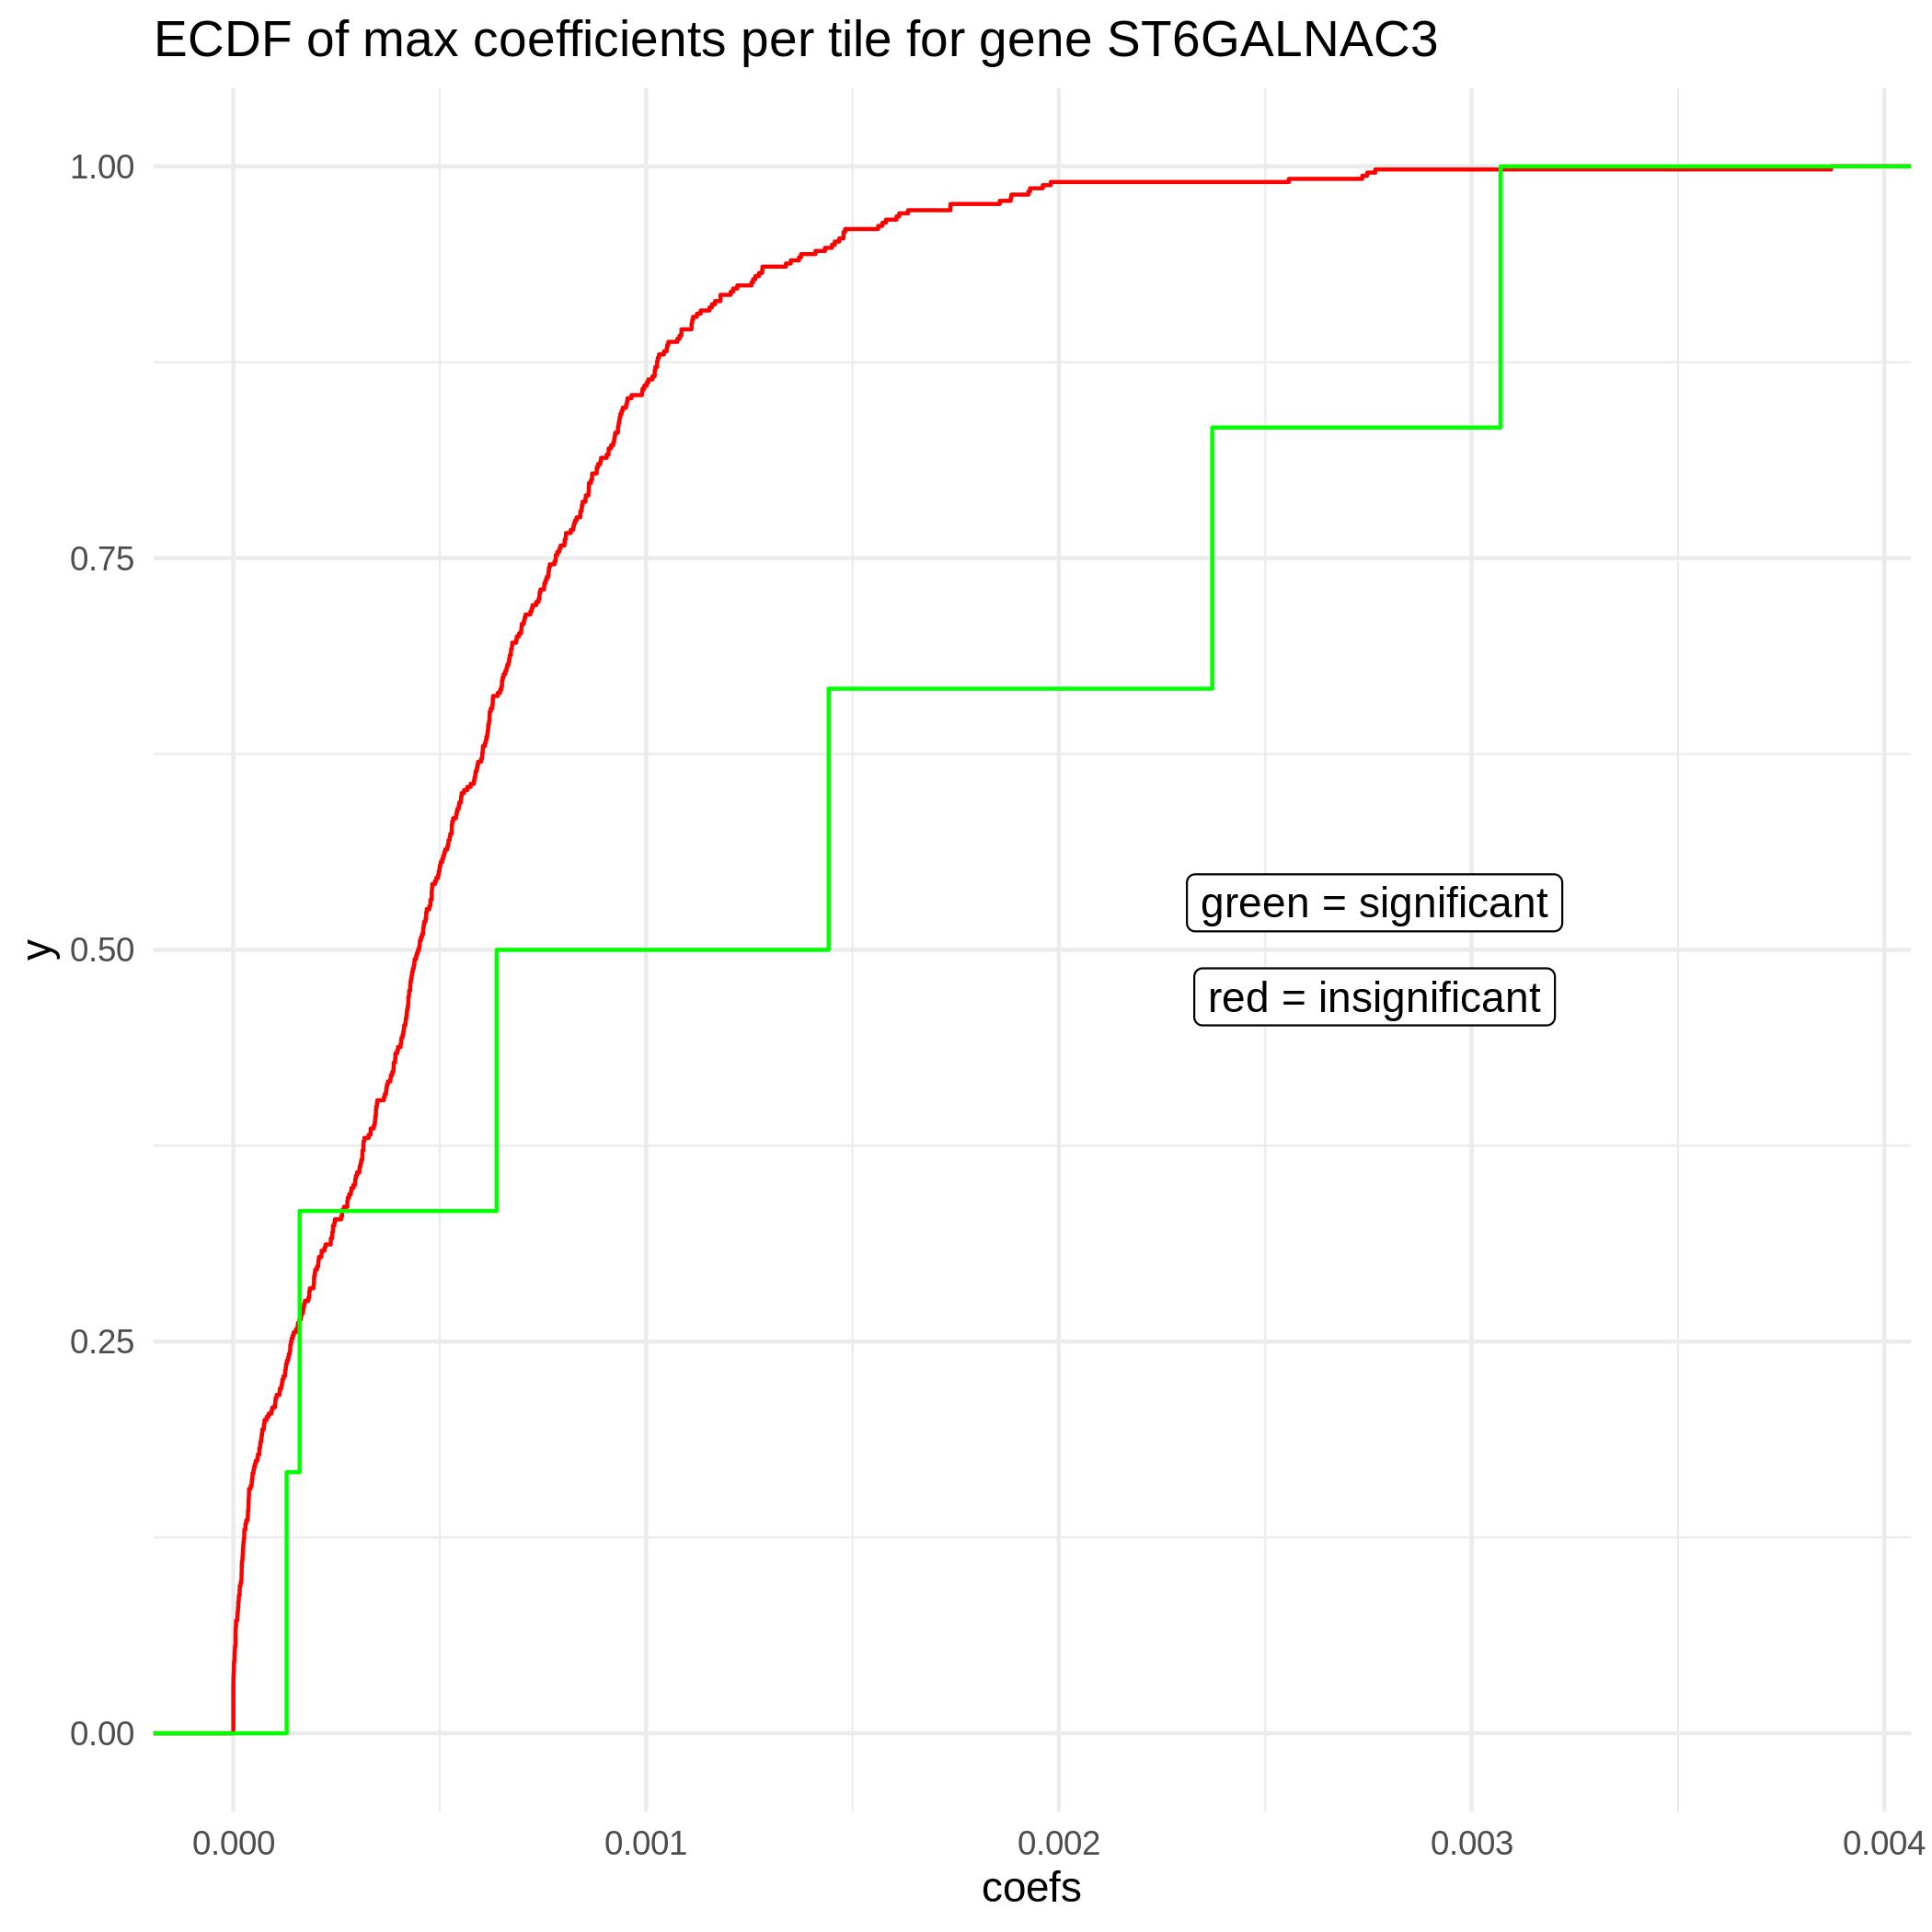 ECDF of max coefficients per tile for gene ST6GALNAC3
1.00
0.75
0.50
0.25
0.00
y
green = significant
red = insignificant
0.000
0.001
0.002
0.003
0.004
coefs